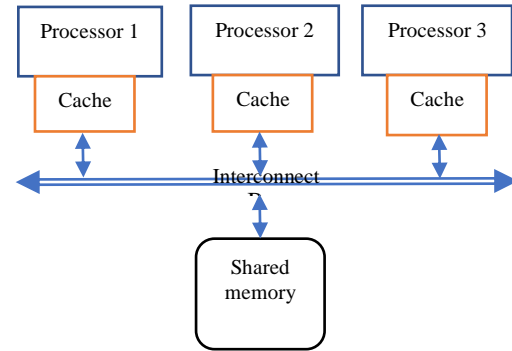 Processor 1
Processor 2
Processor 3
Cache
Cache
Cache
Interconnect
Shared
memory